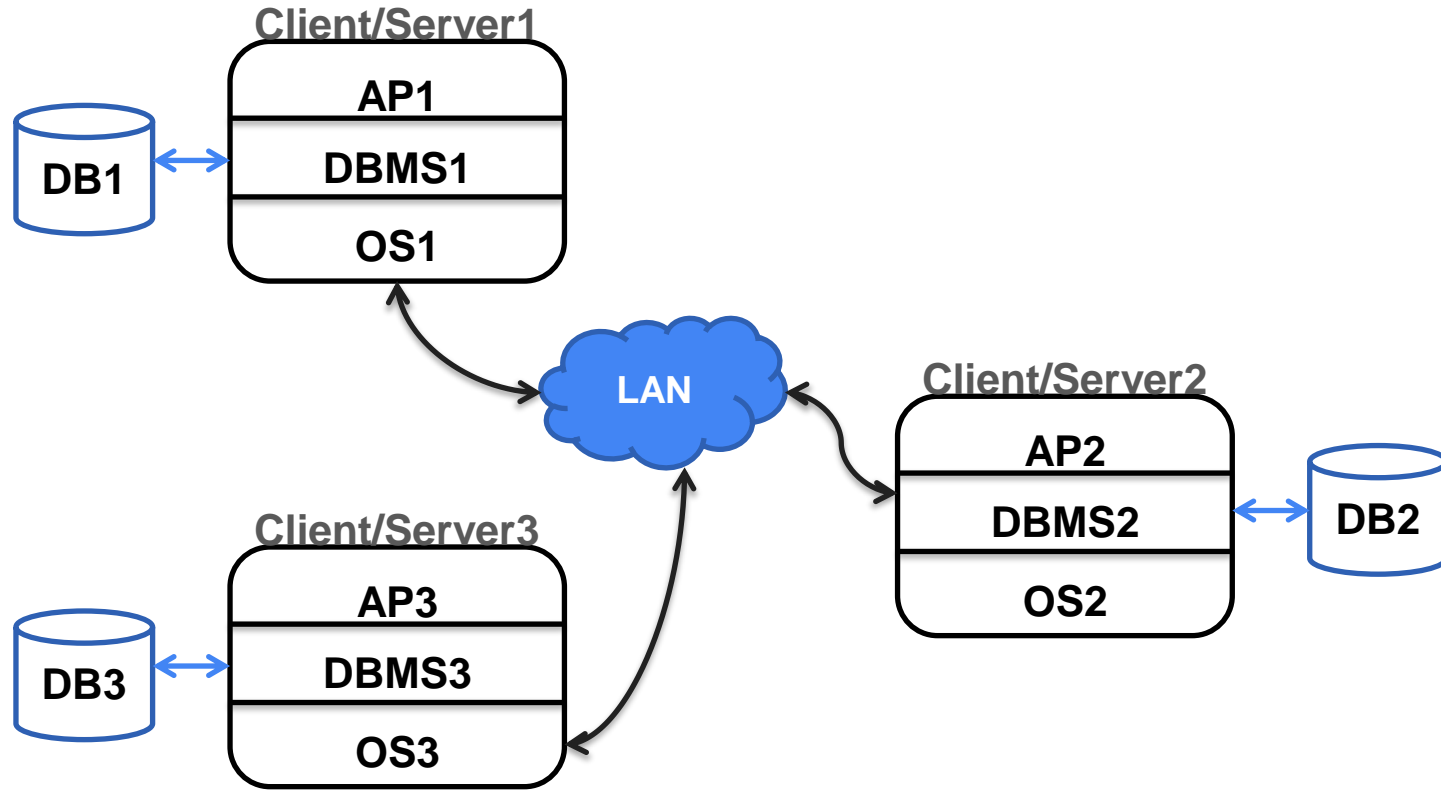 Client/Server1
AP1
DB1
DBMS1
OS1
LAN
Client/Server2
AP2
DBMS2
DB2
OS2
Client/Server3
AP3
DB3
DBMS3
OS3